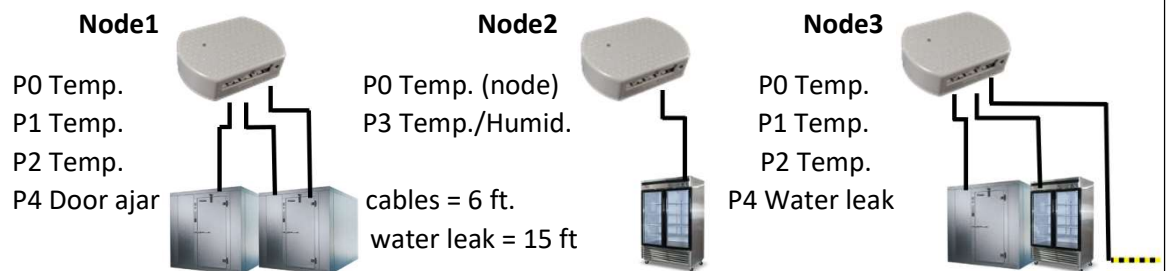 Node1
P0 Temp.
P1 Temp.
P2 Temp.
P4 Door ajar
Node2
P0 Temp. (node)
P3 Temp./Humid.
cables = 6 ft.
water leak = 15 ft
Node3
P0 Temp.
P1 Temp.
P2 Temp.
P4 Water leak